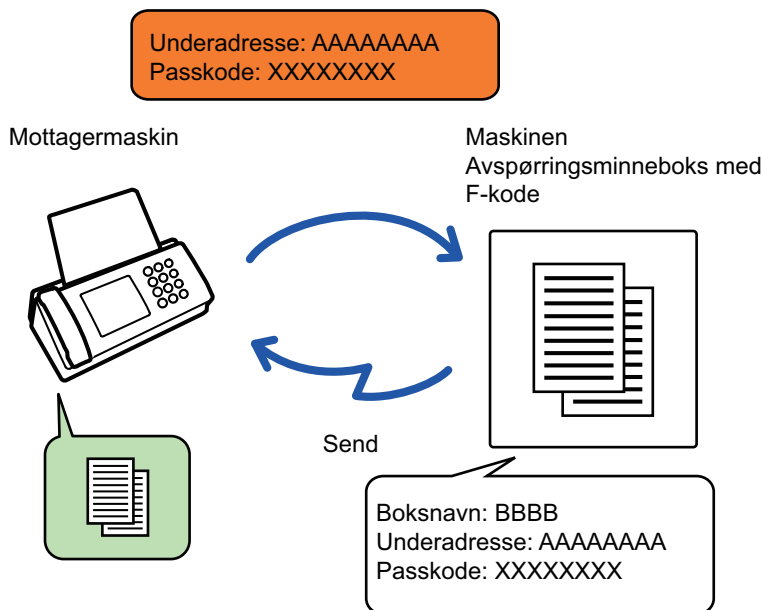 Underadresse: AAAAAAAA
Passkode: XXXXXXXX
Mottagermaskin
Maskinen
Avspørringsminneboks med
F-kode
Send
Boksnavn: BBBB
Underadresse: AAAAAAAA
Passkode: XXXXXXXX